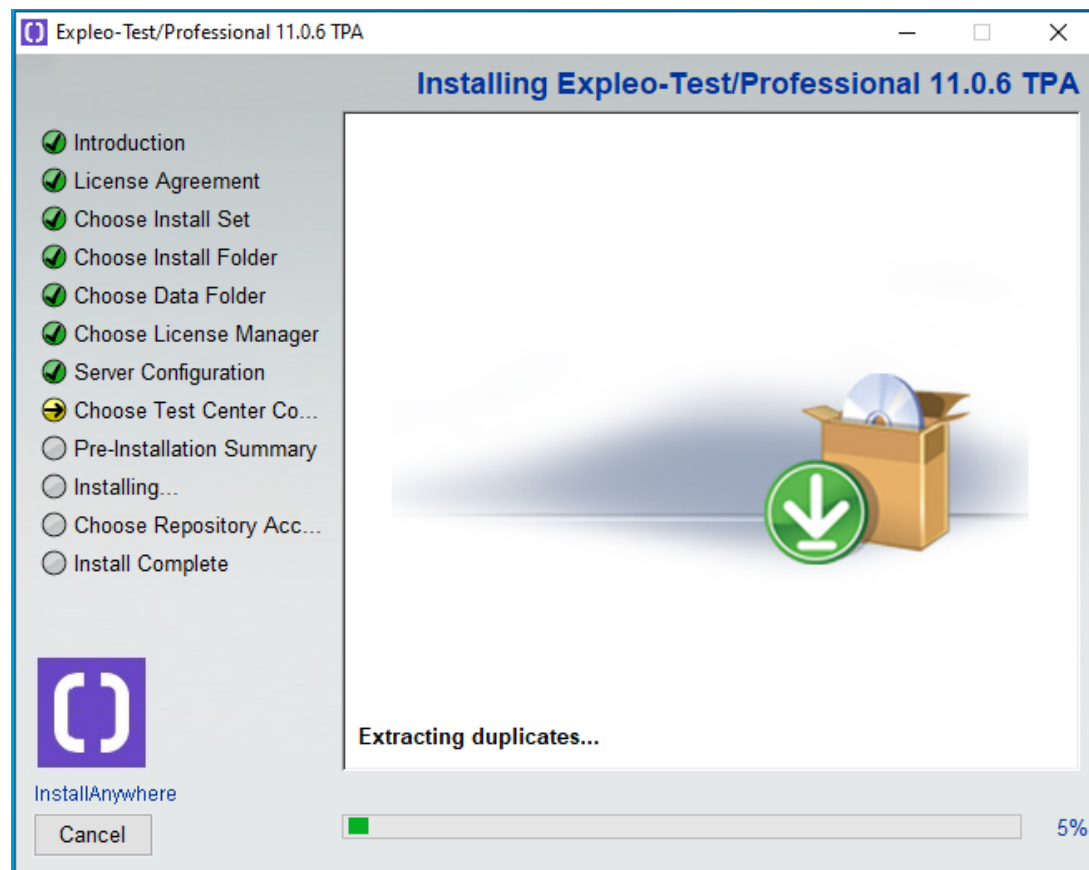 Expleo-Test/Professional 11.0.6 TPA
Installing Expleo-Test/Professional 11.0.6 TPA
Introduction
License Agreement
Choose Install Set
Choose Install Folder
Choose Data Folder
Choose License Manager
Server Configuration
Choose Test Center Co...
Pre-Installation Summary
Installing...
Choose Repository Acc...
Install Complete
Extracting duplicates...
InstallAnywhere
Cancel
5%